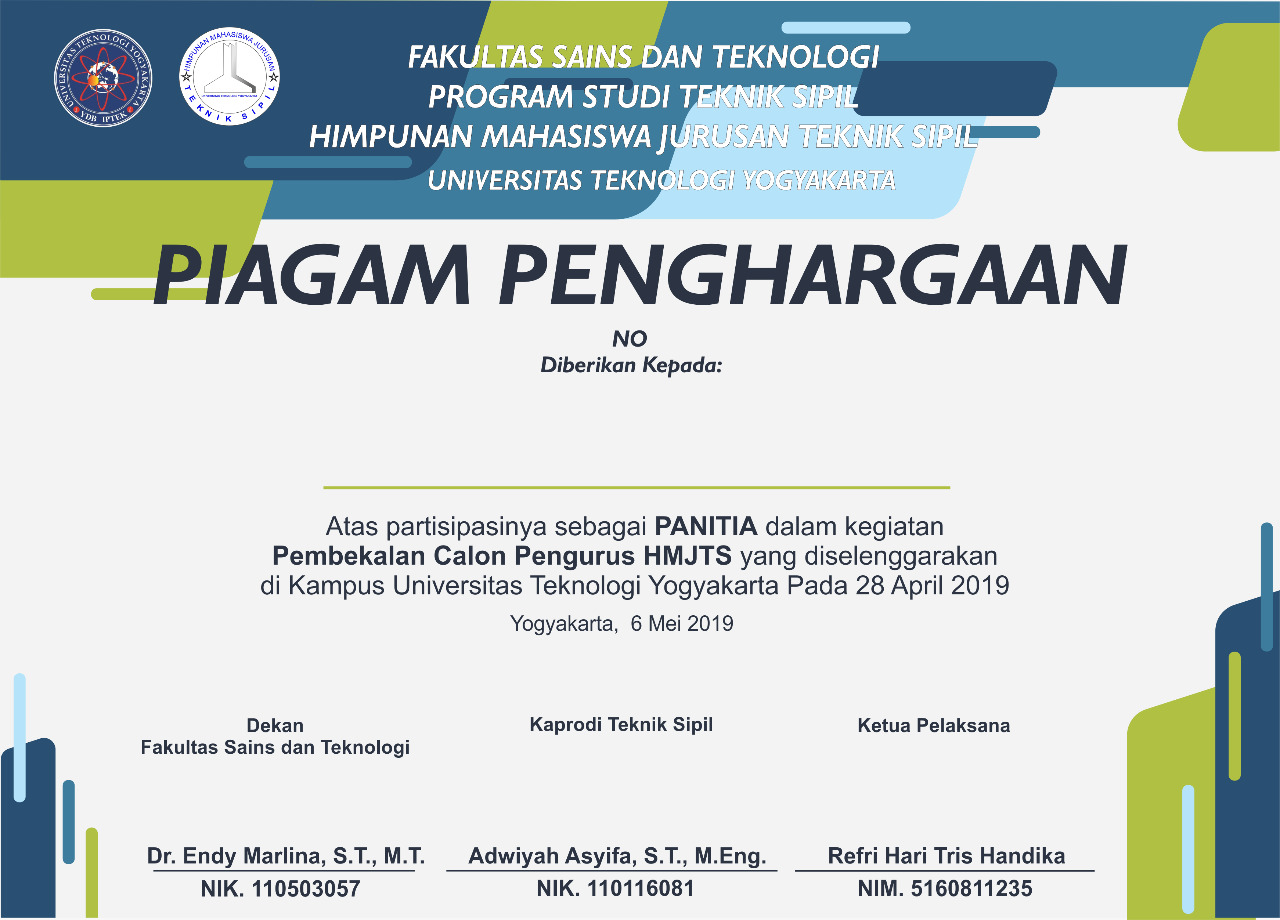 UNIVERSITAS TEKNOLOGI YOGYAKARTA
YDB IPTEK
HIMPUNAN MAHASISWA JURUSAN
TEKNIK SIPIL
FAKULTAS SAINS DAN TEKNOLOGI
PROGRAM STUDI TEKNIK SIPIL
HIMPUNAN MAHASISWA JURUSAN TEKNIK SIPIL
UNIVERSITAS TEKNOLOGI YOGYAKARTA
PIAGAM PENGHARGAAN
NO
Diberikan Kepada:
Atas partisipasinya sebagai PANITIA dalam kegiatan
Pembekalan Calon Pengurus HMJTS yang diselenggarakan
di Kampus Universitas Teknologi Yogyakarta Pada 28 April 2019
Yogyakarta, 6 Mei 2019
Dekan
Fakultas Sains dan Teknologi
Dr. Endy Marlina, S.T., M.T.
NIK. 110503057
Kaprodi Teknik Sipil
Adwiyah Asyifa, S.T., M.Eng.
NIK. 110116081
Ketua Pelaksana
Refri Hari Tris Handika
NIM. 5160811235